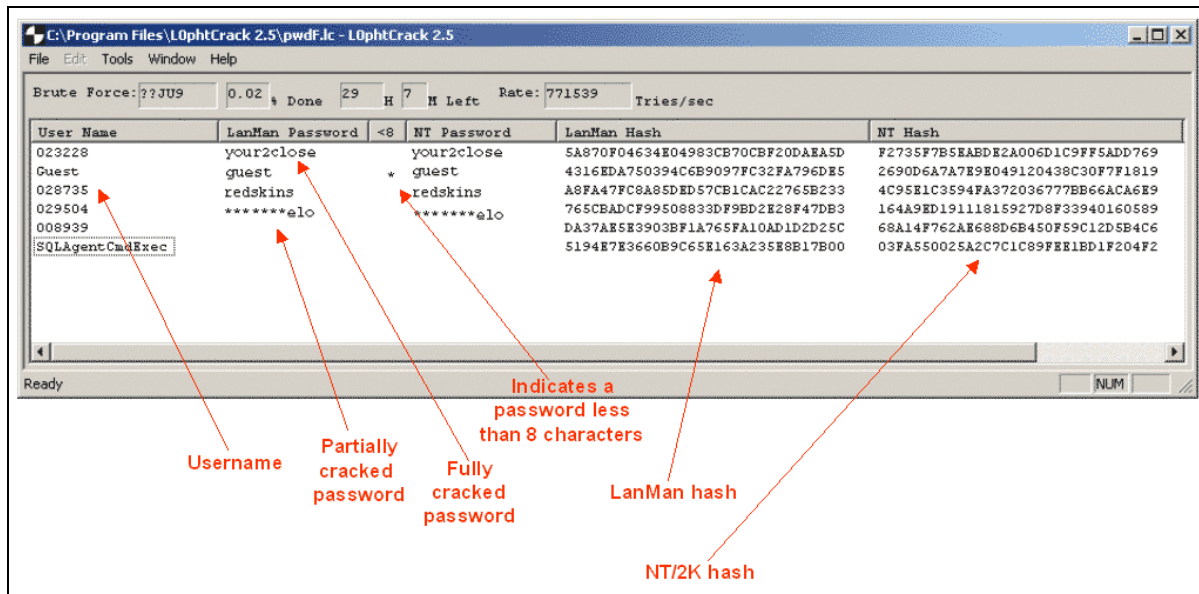 C:\Program Files\L0phtCrack 2.5\pwdF.lc - L0phtCrack 2.5
File Edit Tools Window Help
Brute Force: ??JU9 0.02 % Done 29 H 7 M Left Rate: 771539 Tries/sec
User Name LanMan Password <8 NT Password LanMan Hash NT Hash
023228 your2close your2close 5A870F04634E04983CB70CBF20DAEA5D F2735F7B5EABDE2A006D1C9FF5ADD769
Guest guest * guest 4316EDA750394C6B9097FC32FA796DE5 2690D6A7A7E9E049120438C30F7F1819
028735 redskins redskins A8FA47FC8A85DED57CB1CAC22765B233 4C95E1C3594FA372036777BB66ACA6E9
029504 *******elo *******elo 765CBADCF99508833DF9BD2E28F47DB3 164A9ED19111815927D8F33940160589
008939 DA37AE5E3903BF1A765FA10AD1D2D25C 68A14F762AE688D6B450F59C12D5B4C6
SQLAgentCmdExec 5194E7E3660B9C65E163A235E8B17B00 03FA550025A2C7C1C89FEE1BD1F204F2
Ready NUM
Indicates a
password less
than 8 characters
Username
Partially
cracked
password
Fully
cracked
password
LanMan hash
NT/2K hash